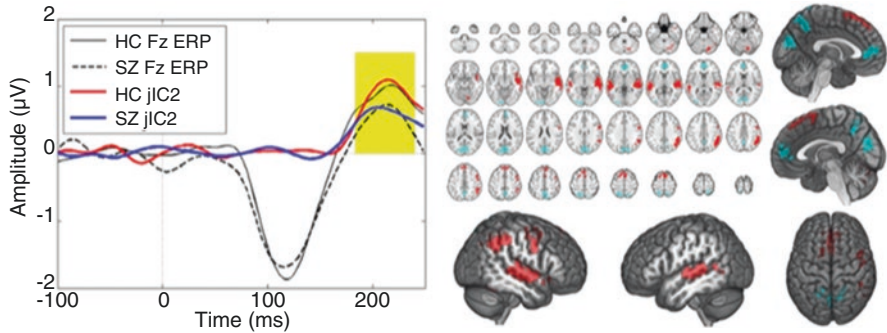 2
HC Fz ERP
SZ Fz ERP
HC jIC2
SZ jIC2
1
0
-1
-2
Amplitude (µV)
-100
0
100
200
Time (ms)